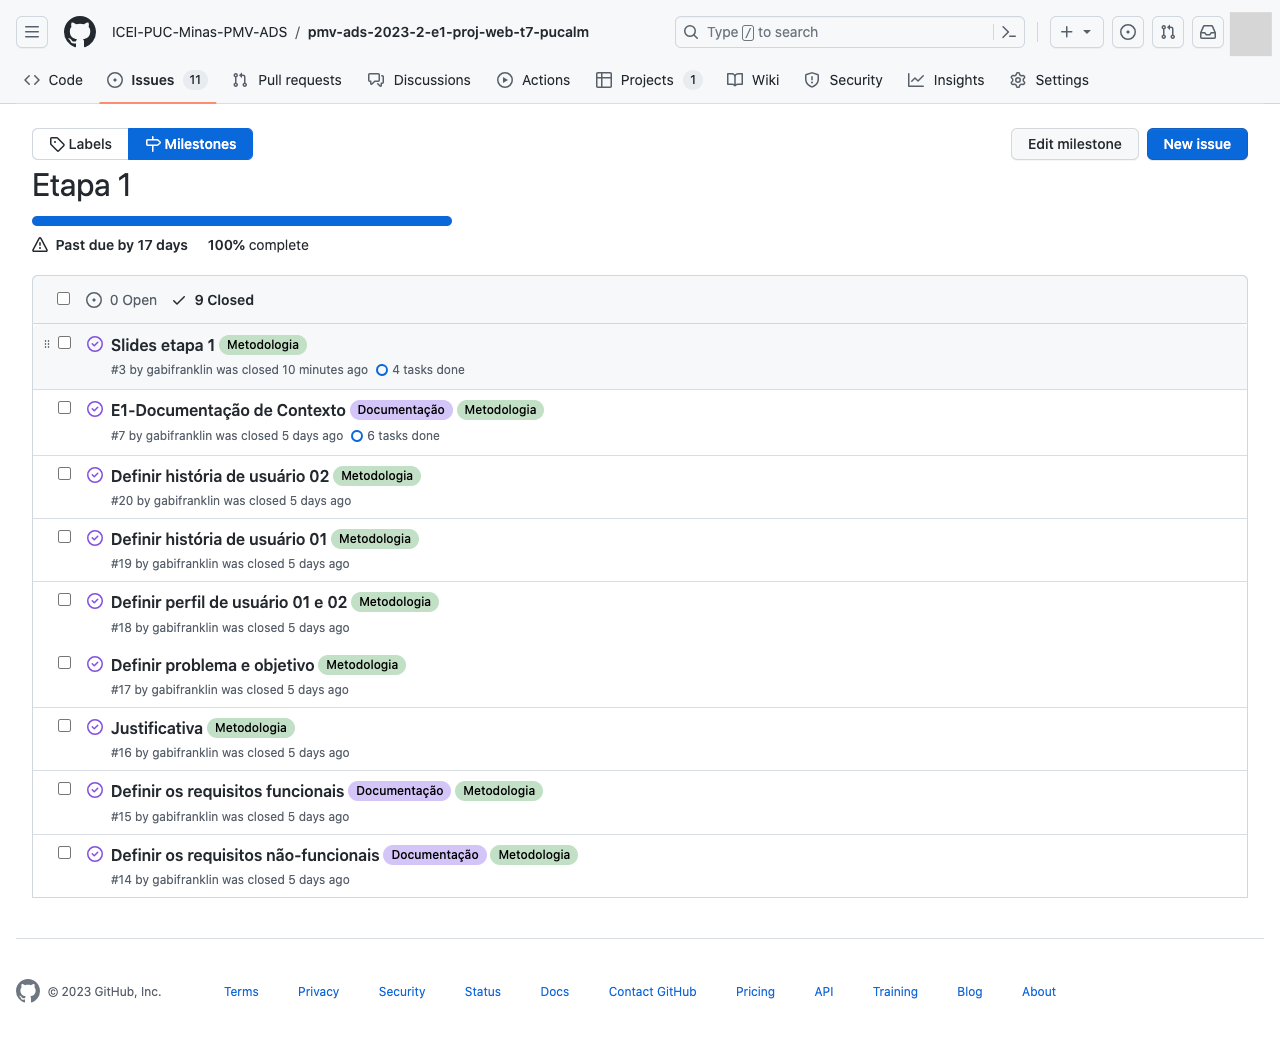 ICEI-PUC-Minas-PMV-ADS / pmv-ads-2023-2-e1-proj-web-t7-pucalm
Type / to search
Code Issues 11 Pull requests Discussions Actions Projects 1 Wiki Security Insights Settings
Labels Milestones Edit milestone New issue
Etapa 1
Past due by 17 days 100% complete
0 Open 9 Closed
Slides etapa 1 Metodologia
#3 by gabifranklin was closed 10 minutes ago 4 tasks done
E1-Documentação de Contexto Documentação Metodologia
#7 by gabifranklin was closed 5 days ago 6 tasks done
Definir história de usuário 02 Metodologia
#20 by gabifranklin was closed 5 days ago
Definir história de usuário 01 Metodologia
#19 by gabifranklin was closed 5 days ago
Definir perfil de usuário 01 e 02 Metodologia
#18 by gabifranklin was closed 5 days ago
Definir problema e objetivo Metodologia
#17 by gabifranklin was closed 5 days ago
Justificativa Metodologia
#16 by gabifranklin was closed 5 days ago
Definir os requisitos funcionais Documentação Metodologia
#15 by gabifranklin was closed 5 days ago
Definir os requisitos não-funcionais Documentação Metodologia
#14 by gabifranklin was closed 5 days ago
© 2023 GitHub, Inc. Terms Privacy Security Status Docs Contact GitHub Pricing API Training Blog About